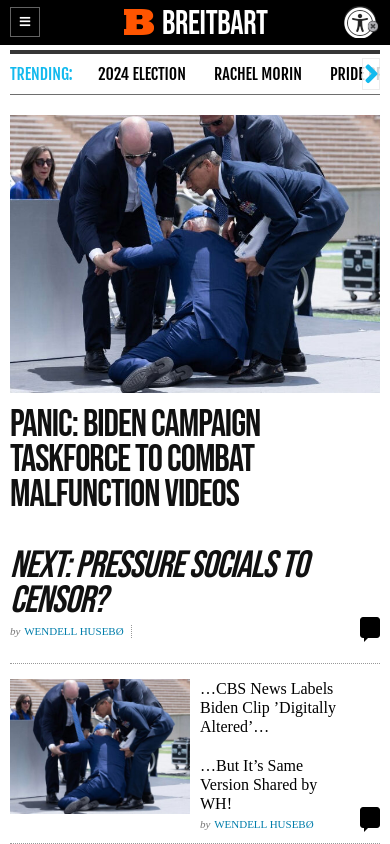 BREITBART
TRENDING: 2024 ELECTION RACHEL MORIN PRIDE
PANIC: BIDEN CAMPAIGN
TASKFORCE TO COMBAT
MALFUNCTION VIDEOS
NEXT: PRESSURE SOCIALS TO
CENSOR?
by WENDELL HUSEBØ
…CBS News Labels
Biden Clip ’Digitally
Altered’…
…But It’s Same
Version Shared by
WH!
by WENDELL HUSEBØ